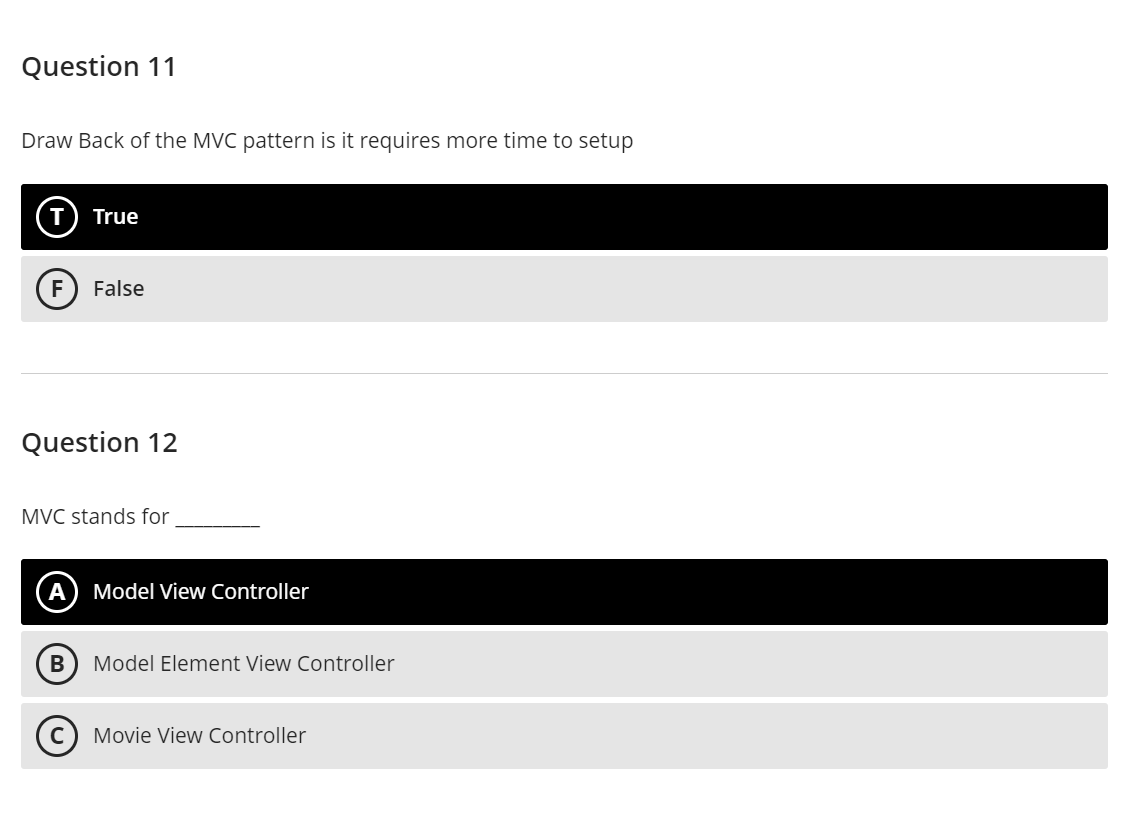 Question 11
Draw Back of the MVC pattern is it requires more time to setup
T True
F False
Question 12
MVC stands for _________
A Model View Controller
B Model Element View Controller
C Movie View Controller